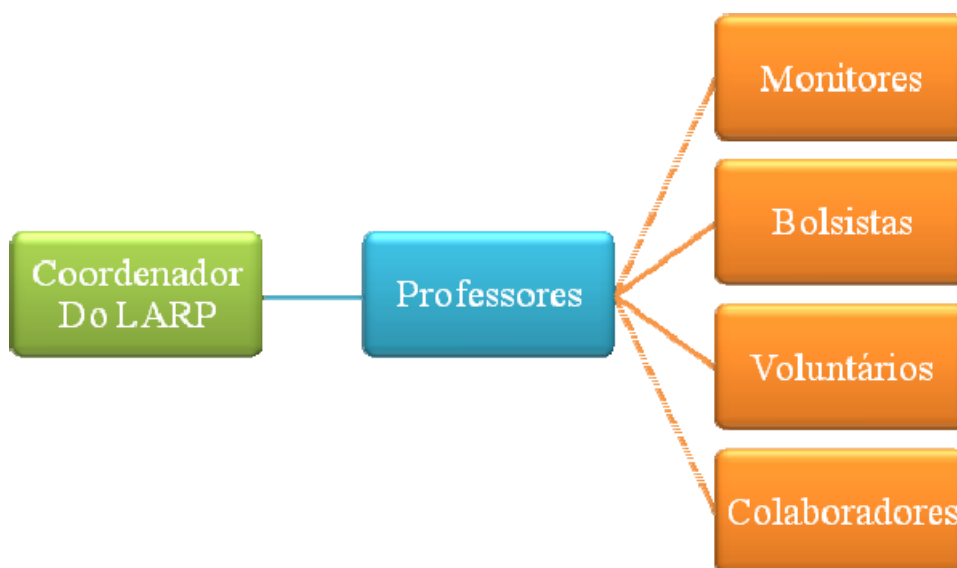 Coordenador
Do LARP
Professores
Monitores
Bolsistas
Voluntários
Colaboradores